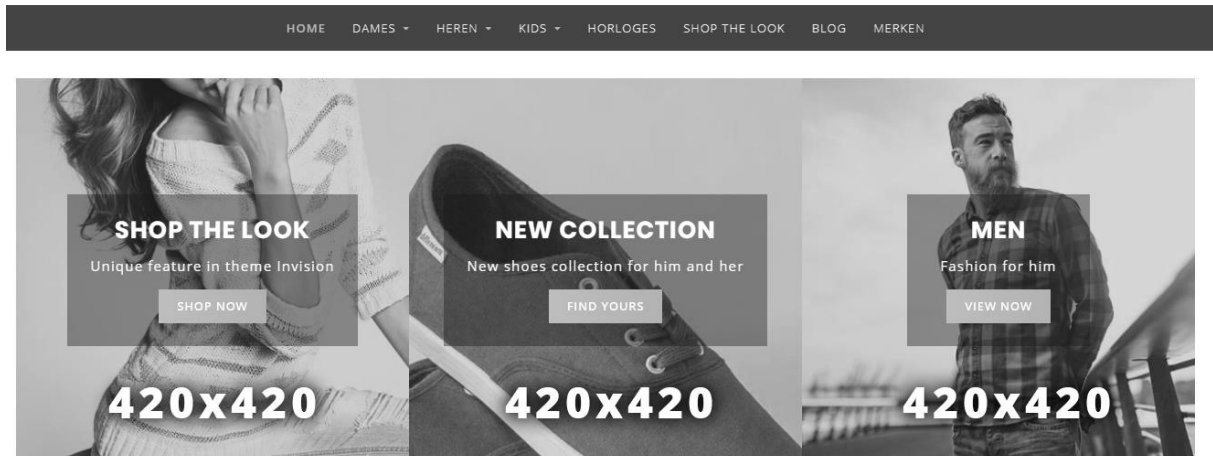 HOME DAMES HEREN KIDS HORLOGES SHOP THE LOOK BLOG MERKEN
SHOP THE LOOK
Unique feature in theme Invision
SHOP NOW
420x420
NEW COLLECTION
New shoes collection for him and her
FIND YOURS
420x420
MEN
Fashion for him
VIEW NOW
420x420